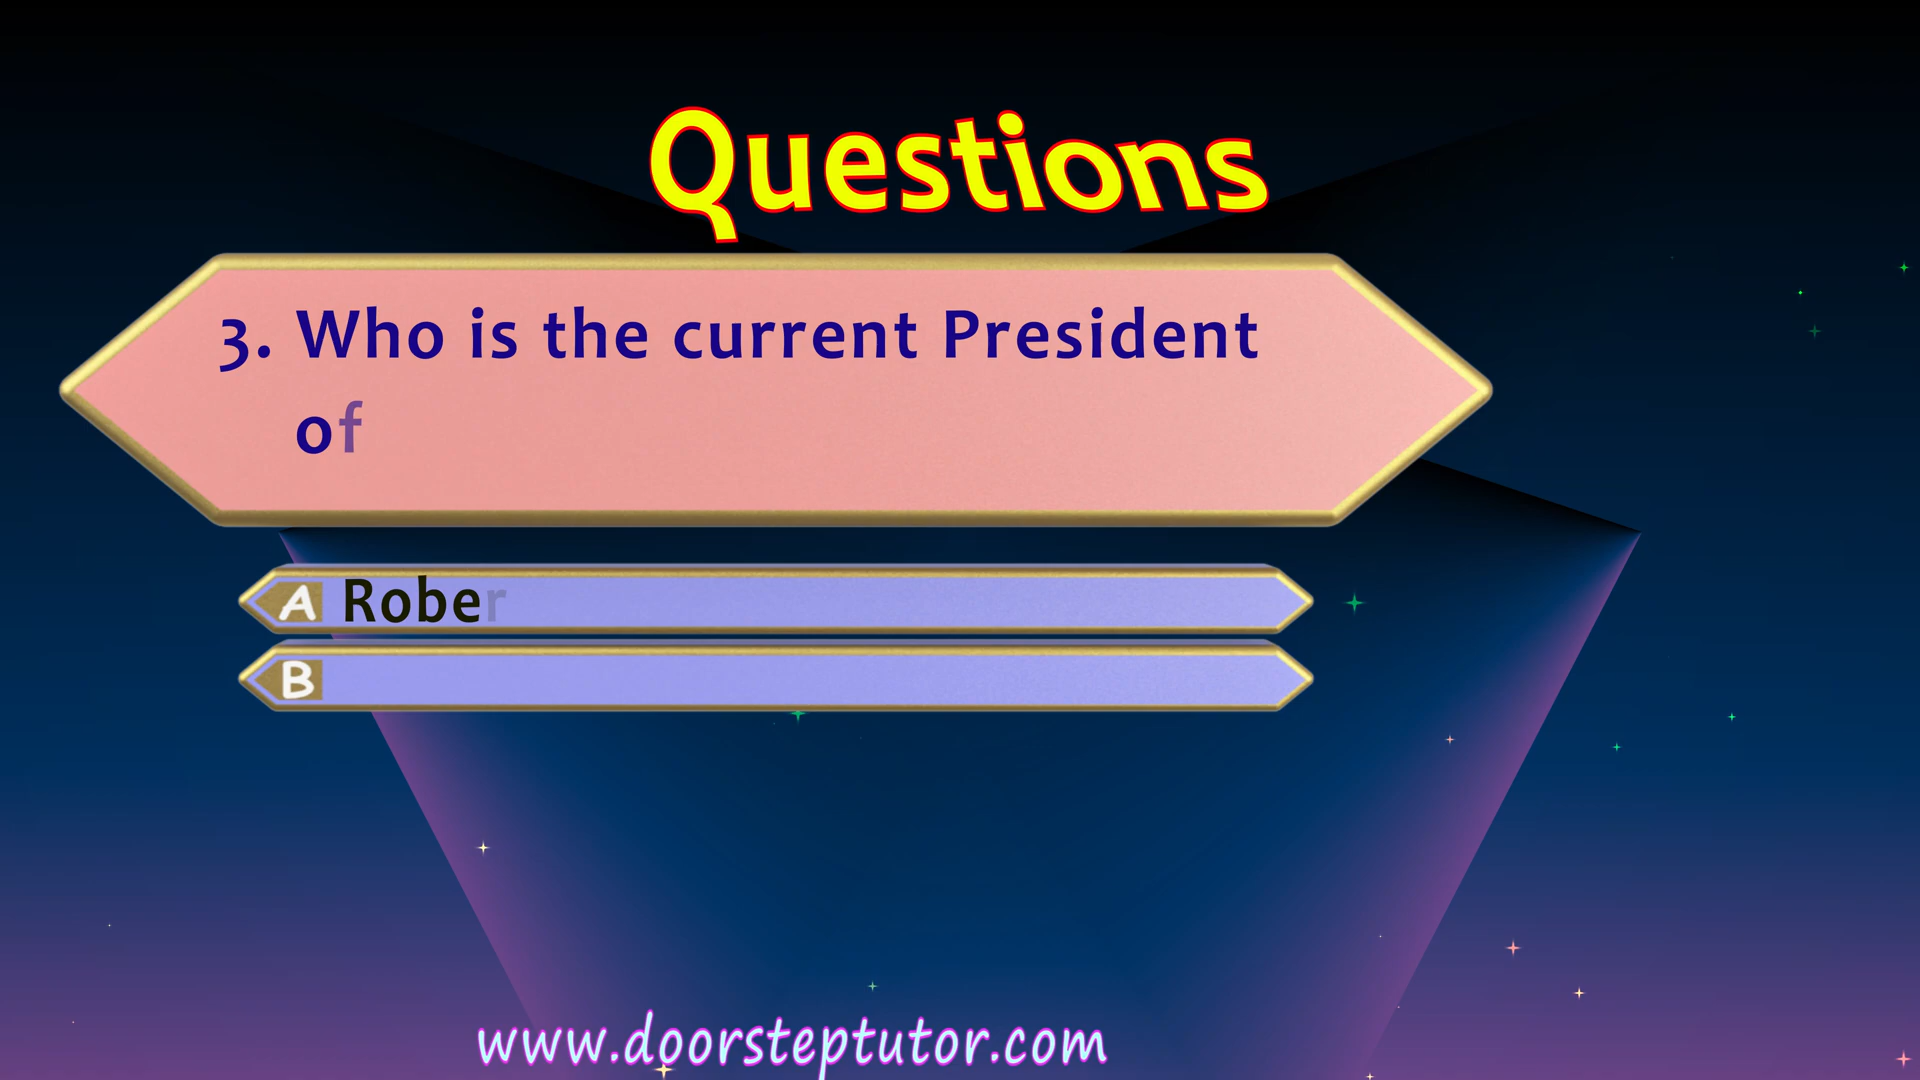 Questions
3. Who is the current President
of
A Rober
B
www.doorsteptutor.com